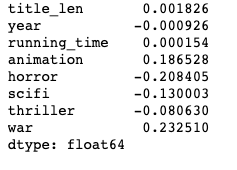 title_len 0.001826
year -0.000926
running_time 0.000154
animation 0.186528
horror -0.208405
scifi -0.130003
thriller -0.080630
war 0.232510
dtype: float64